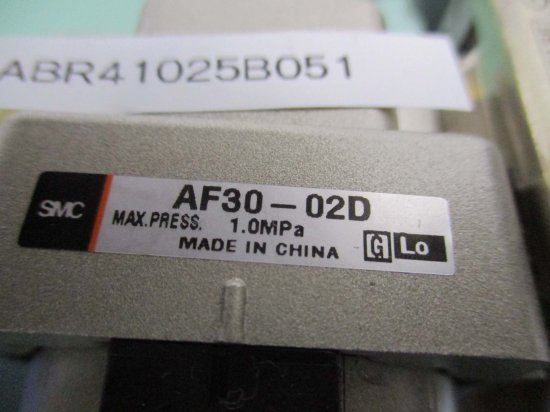 ABR41025B051
SMC
AF30-02D
MAX.PRESS. 1.0MPa
MADE IN CHINA G Lo